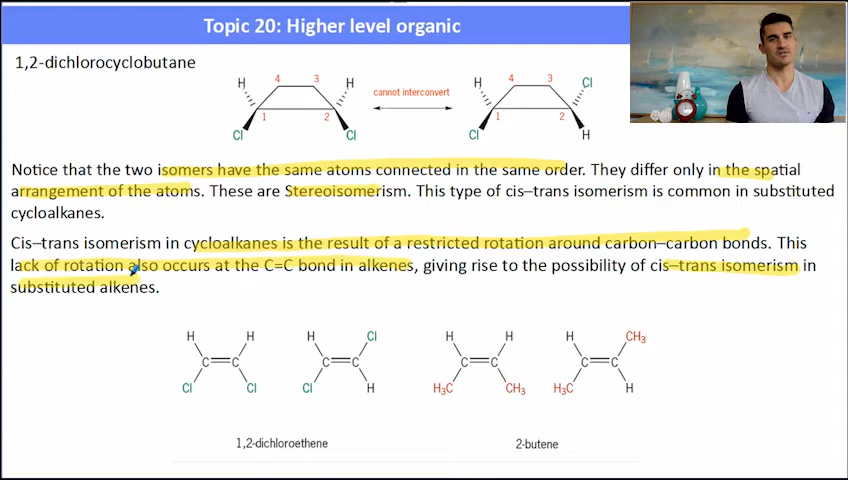 Topic 20: Higher level organic
1,2-dichlorocyclobutane
H 4 3 H cannot interconvert H 4 3 Cl
Cl 1 2 Cl Cl 1 2 H
Notice that the two isomers have the same atoms connected in the same order. They differ only in the spatial
arrangement of the atoms. These are Stereoisomerism. This type of cis–trans isomerism is common in substituted
cycloalkanes.
Cis–trans isomerism in cycloalkanes is the result of a restricted rotation around carbon–carbon bonds. This
lack of rotation also occurs at the C=C bond in alkenes, giving rise to the possibility of cis–trans isomerism in
substituted alkenes.
H H H Cl H H H CH3
C=C C=C C=C C=C
Cl Cl Cl H H3C CH3 H3C H
1,2-dichloroethene 2-butene